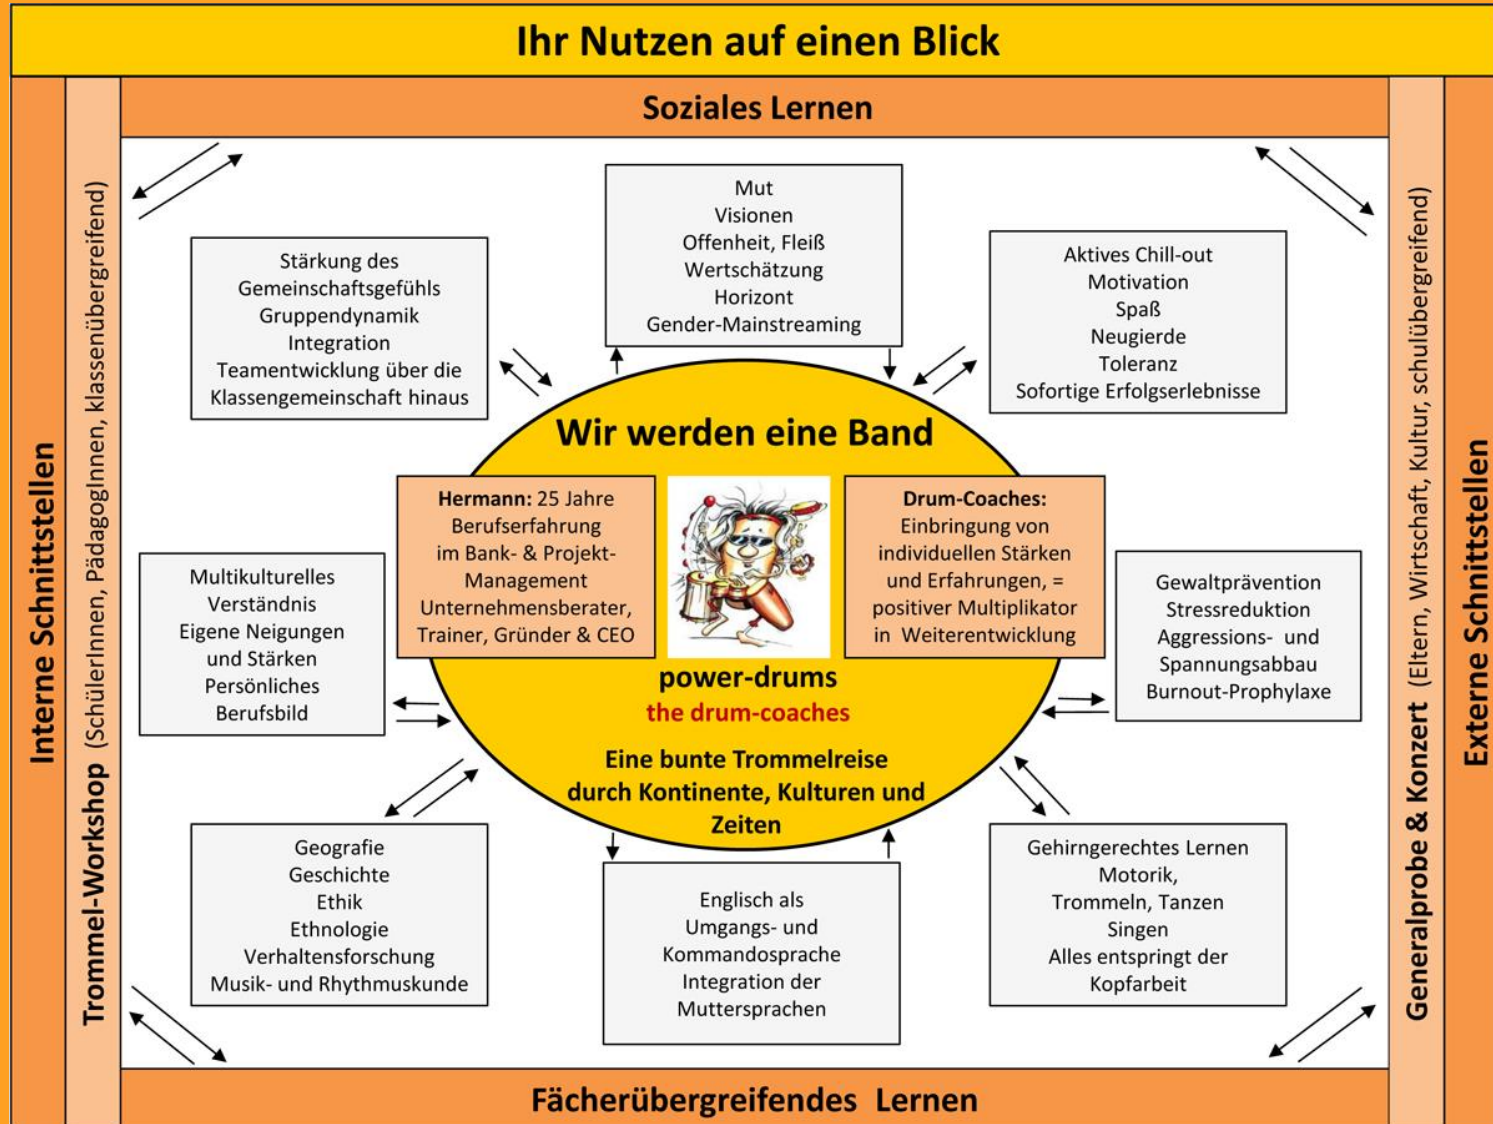 Ihr Nutzen auf einen Blick
Soziales Lernen
Interne Schnittstellen
Trommel-Workshop (SchülerInnen, PädagogInnen, klassenübergreifend)
Stärkung des
Gemeinschaftsgefühls
Gruppendynamik
Integration
Teamentwicklung über die
Klassengemeinschaft hinaus
Mut
Visionen
Offenheit, Fleiß
Wertschätzung
Horizont
Gender-Mainstreaming
Aktives Chill-out
Motivation
Spaß
Neugierde
Toleranz
Sofortige Erfolgserlebnisse
Wir werden eine Band
Hermann: 25 Jahre
Berufserfahrung
im Bank- & Projekt-
Management
Unternehmensberater,
Trainer, Gründer & CEO
Drum-Coaches:
Einbringung von
individuellen Stärken
und Erfahrungen, =
positiver Multiplikator
in Weiterentwicklung
power-drums
the drum-coaches
Eine bunte Trommelreise
durch Kontinente, Kulturen und
Zeiten
Multikulturelles
Verständnis
Eigene Neigungen
und Stärken
Persönliches
Berufsbild
Gewaltprävention
Stressreduktion
Aggressions- und
Spannungsabbau
Burnout-Prophylaxe
Geografie
Geschichte
Ethik
Ethnologie
Verhaltensforschung
Musik- und Rhythmuskunde
Englisch als
Umgangs- und
Kommandosprache
Integration der
Muttersprachen
Gehirngerechtes Lernen
Motorik,
Trommeln, Tanzen
Singen
Alles entspringt der
Kopfarbeit
Generalprobe & Konzert (Eltern, Wirtschaft, Kultur, schulübergreifend)
Externe Schnittstellen
Fächerübergreifendes Lernen